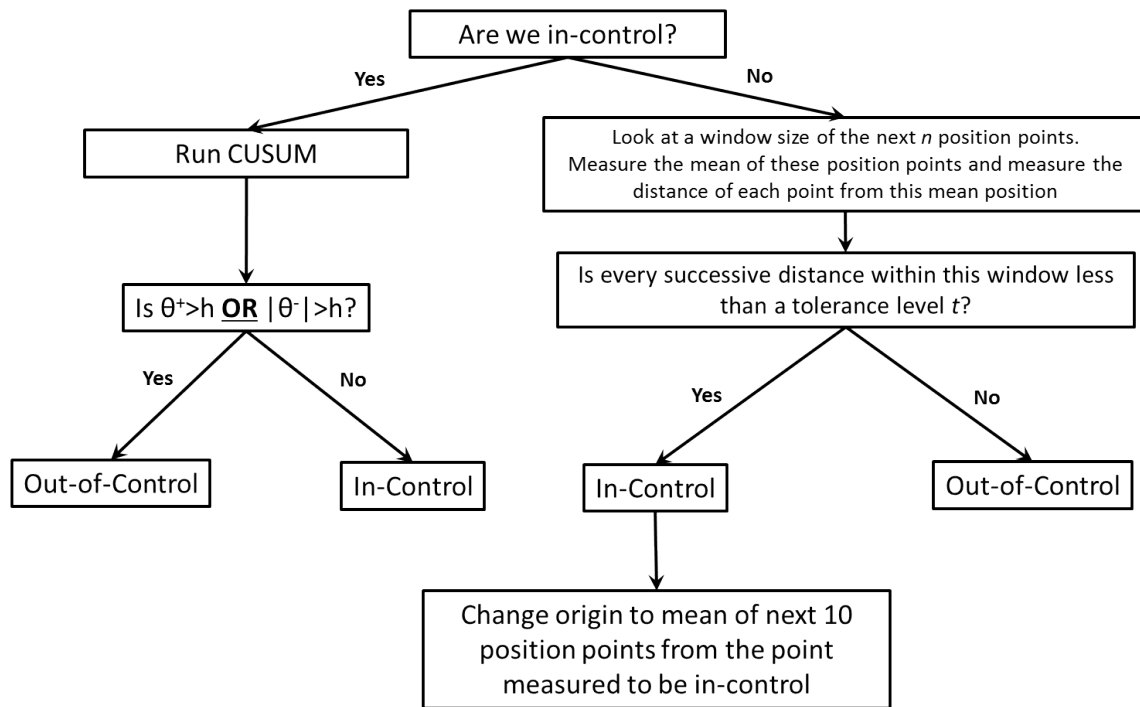 Are we in-control?
Yes
No
Run CUSUM
Look at a window size of the next n position points.
Measure the mean of these position points and measure the
distance of each point from this mean position
Is θ⁺>h OR |θ⁻|>h?
Is every successive distance within this window less
than a tolerance level t?
Yes
No
Yes
No
Out-of-Control
In-Control
In-Control
Out-of-Control
Change origin to mean of next 10
position points from the point
measured to be in-control